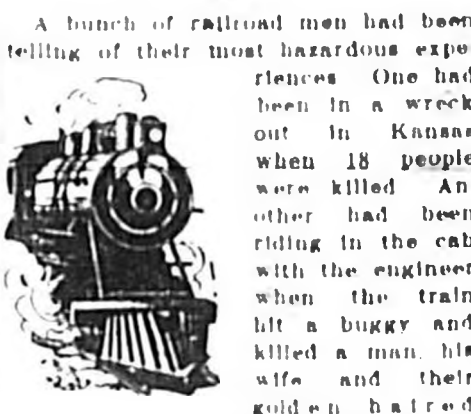 A bunch of railroad men had been
telling of their most hazardous expe
riences One had
been in a wreck
out in Kansas
when 18 people
were killed An
other had been
riding in the cab
with the engineer
when the train
hit a buggy and
killed a man, his
wife and their
golden haired